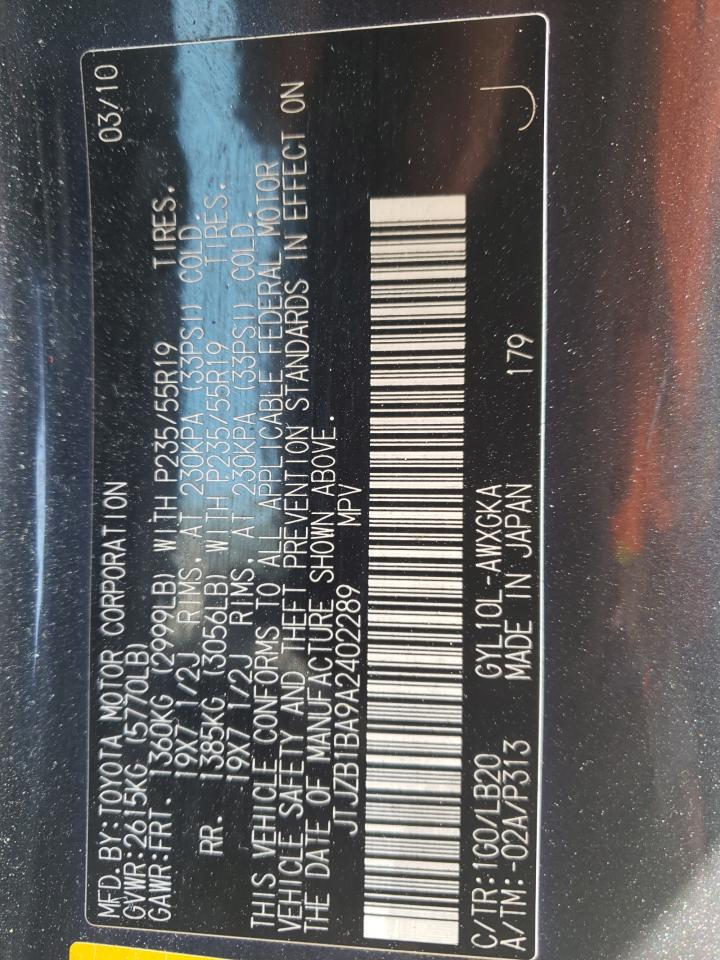 MFD.BY:TOYOTA MOTOR CORPORATION 03/10
GVWR:2615KG (5770LB)
GAWR:FRT. 1360KG (2999LB) WITH P235/55R19 TIRES.
19X7 1/2J RIMS, AT 230KPA (33PSI) COLD.
RR. 1385KG (3056LB) WITH P235/55R19 TIRES.
19X7 1/2J RIMS, AT 230KPA (33PSI) COLD.
THIS VEHICLE CONFORMS TO ALL APPLICABLE FEDERAL MOTOR
VEHICLE SAFETY AND THEFT PREVENTION STANDARDS IN EFFECT ON
THE DATE OF MANUFACTURE SHOWN ABOVE.
JTJZB1BA9A2402289 MPV
C/TR:1G0/LB20 GYL10L-AWXGKA
A/TM:-02A/P313 MADE IN JAPAN 179 J